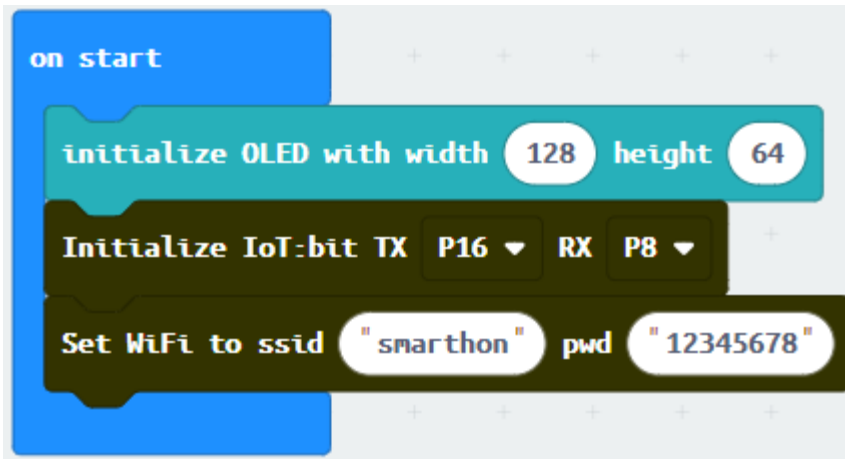 on start
initialize OLED with width 128 height 64
Initialize IoT:bit TX P16 RX P8
Set WiFi to ssid "smarthon" pwd "12345678"